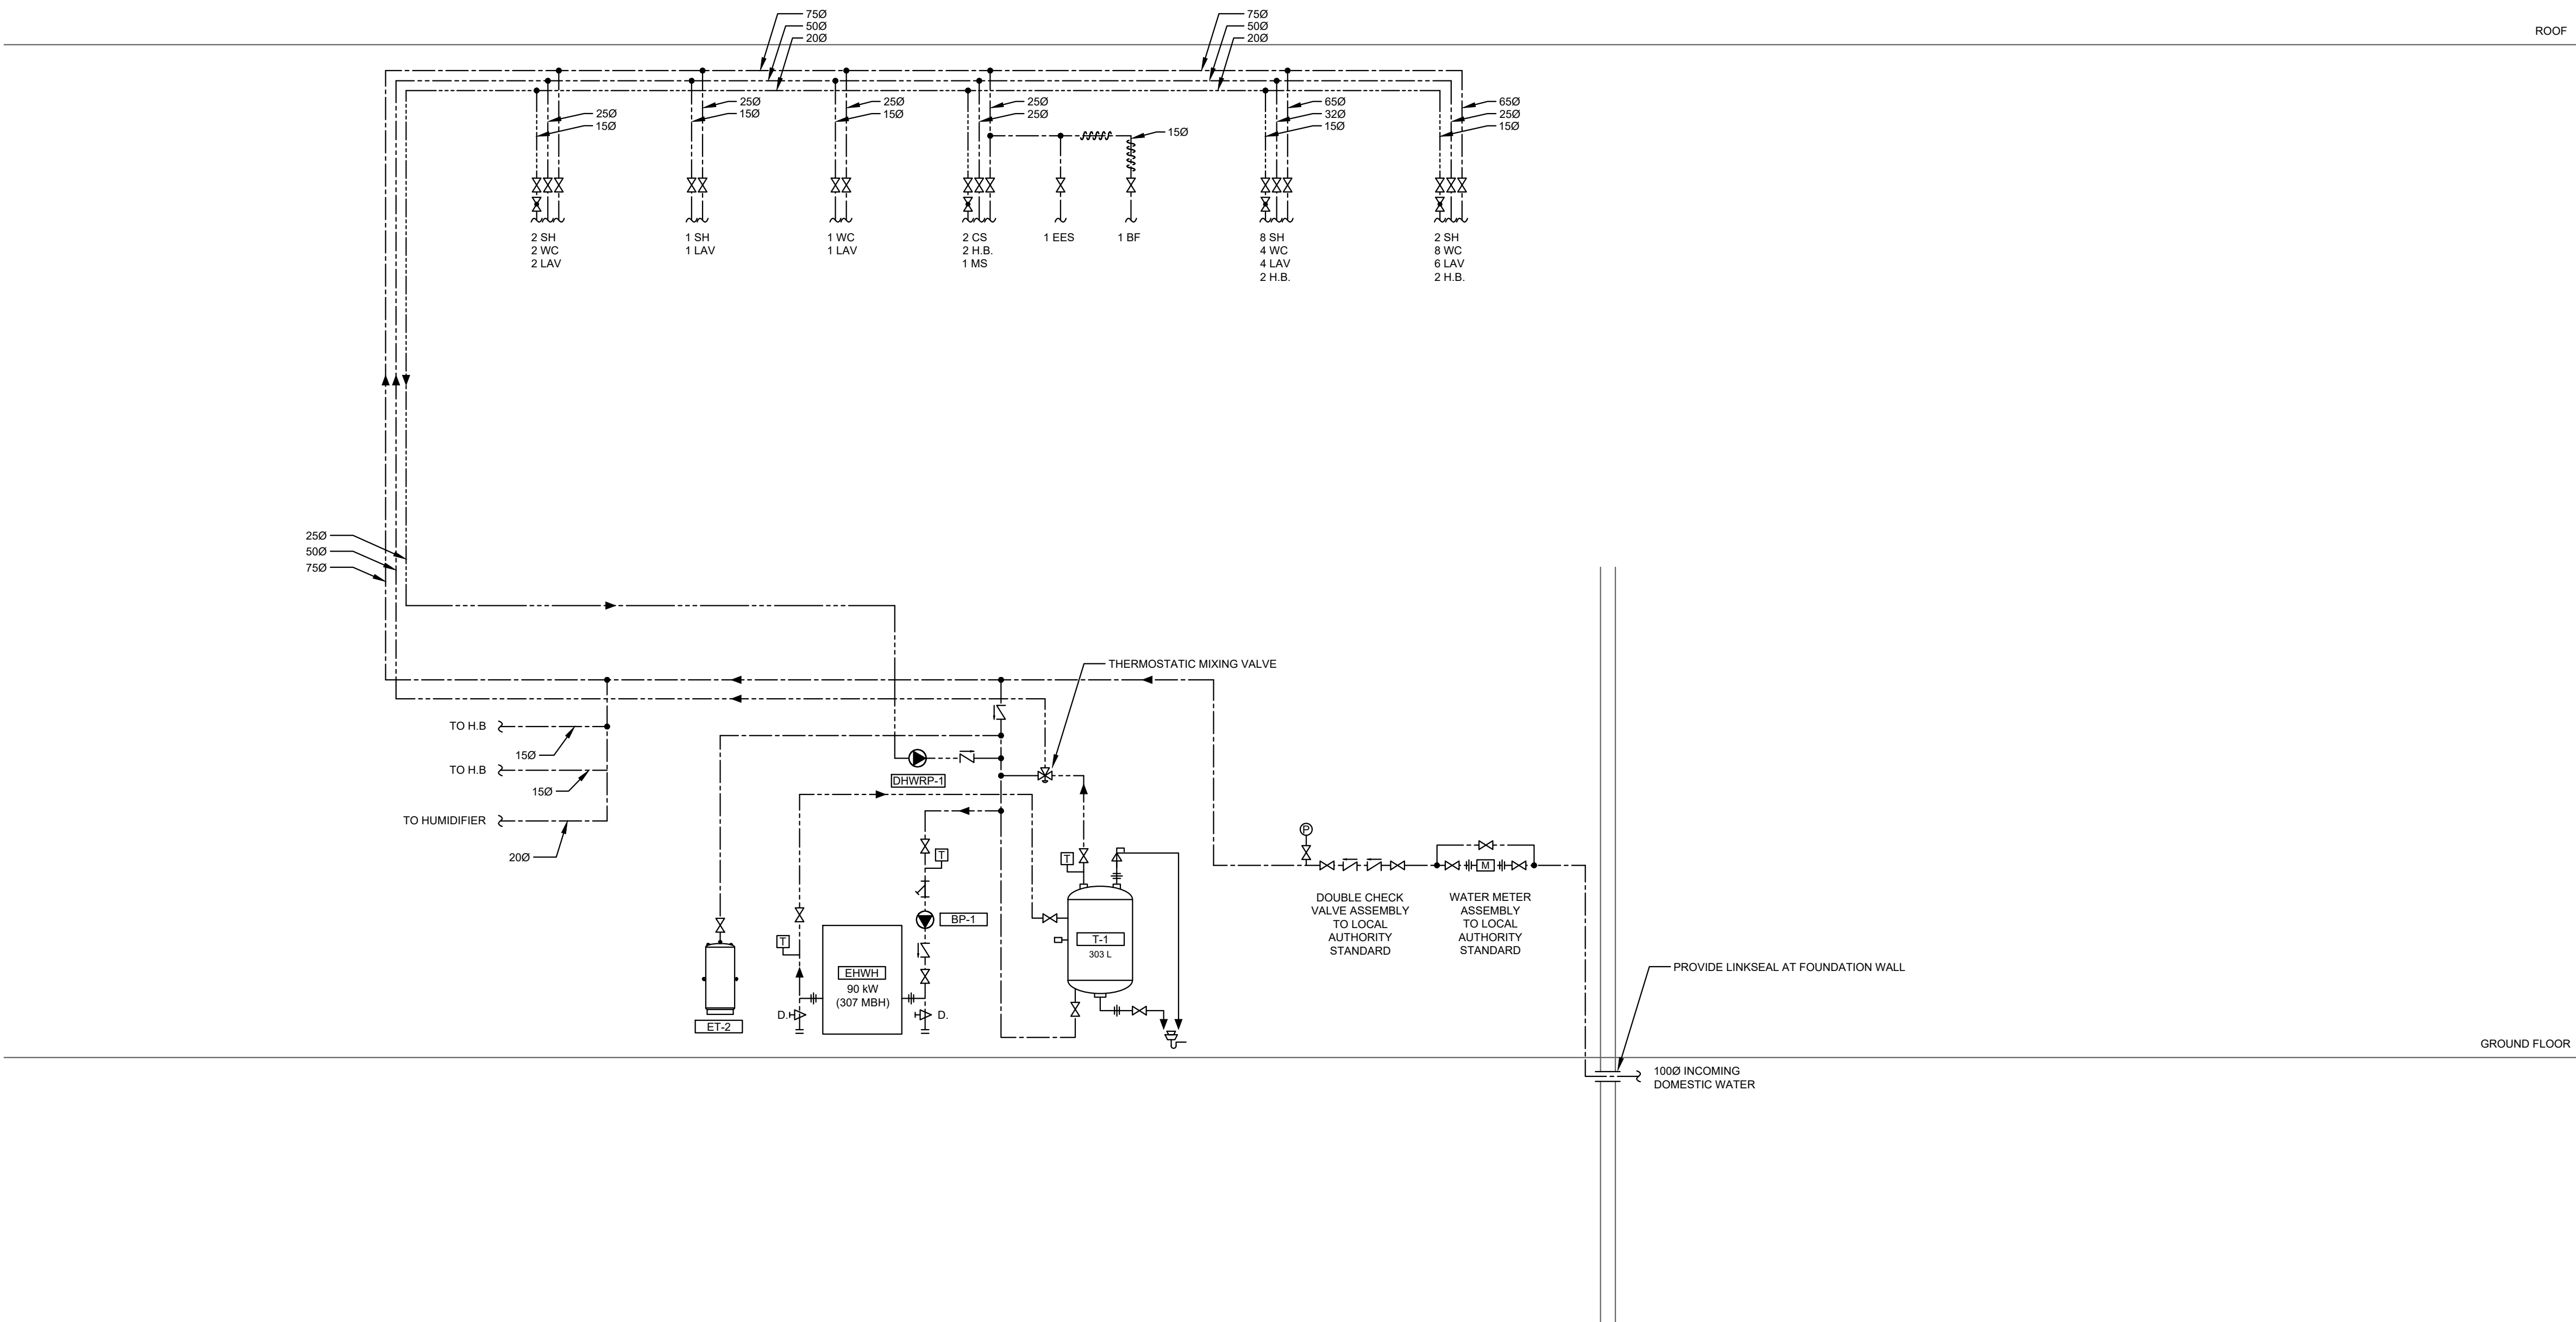 75Ø
50Ø
20Ø
75Ø
50Ø
20Ø
ROOF
25Ø
15Ø
25Ø
15Ø
25Ø
15Ø
25Ø
25Ø
15Ø
65Ø
32Ø
15Ø
65Ø
25Ø
15Ø
2 SH
2 WC
2 LAV
1 SH
1 LAV
1 WC
1 LAV
2 CS
2 H.B.
1 MS
1 EES
1 BF
8 SH
4 WC
4 LAV
2 H.B.
2 SH
8 WC
6 LAV
2 H.B.
25Ø
50Ø
75Ø
THERMOSTATIC MIXING VALVE
TO H.B
15Ø
TO H.B
15Ø
TO HUMIDIFIER
20Ø
DHWRP-1
T
T
T
BP-1
P
M
DOUBLE CHECK
VALVE ASSEMBLY
TO LOCAL
AUTHORITY
STANDARD
WATER METER
ASSEMBLY
TO LOCAL
AUTHORITY
STANDARD
T-1
303 L
EHWH
90 kW
(307 MBH)
D.
D.
ET-2
PROVIDE LINKSEAL AT FOUNDATION WALL
GROUND FLOOR
100Ø INCOMING
DOMESTIC WATER